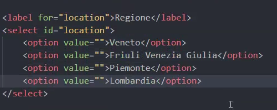 <label for="location">Regione</label>
<select id="location">
<option value="">Veneto</option>
<option value="">Friuli Venezia Giulia</option>
<option value="">Piemonte</option>
<option value="">Lombardia</option>
</select>